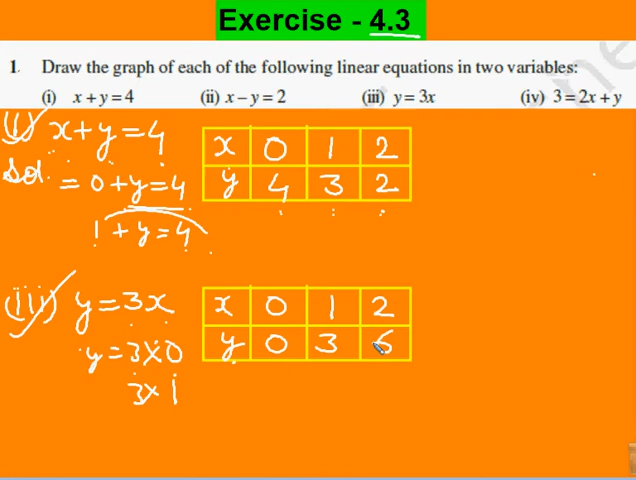 Exercise - 4.3
1. Draw the graph of each of the following linear equations in two variables:
(i) x + y = 4 (ii) x – y = 2 (iii) y = 3x (iv) 3 = 2x + y
(i) x + y = 4
Sol. = 0 + y = 4
1 + y = 4
x 0 1 2
y 4 3 2
(iii) y = 3x
y = 3 x 0
3 x 1
x 0 1 2
y 0 3 6